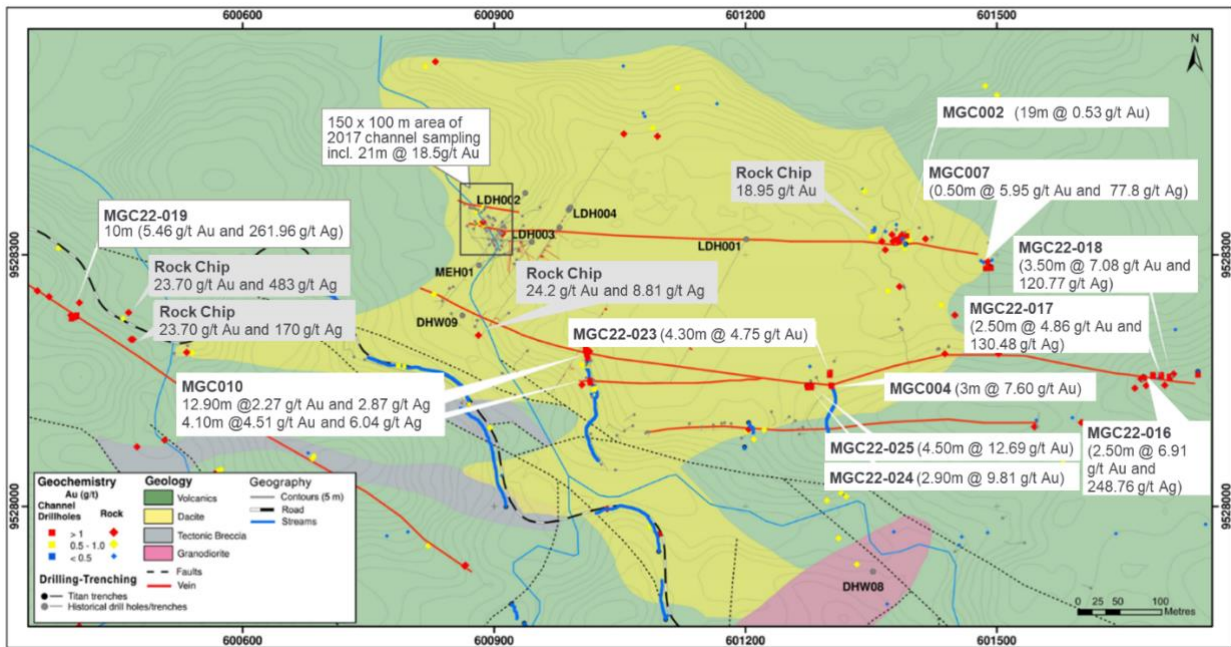 600600
600900
601200
601500
N
MGC002 (19m @ 0.53 g/t Au)
150 x 100 m area of
2017 channel sampling
incl. 21m @ 18.5g/t Au
MGC007
(0.50m @ 5.95 g/t Au and 77.8 g/t Ag)
Rock Chip
18.95 g/t Au
LDH002
LDH004
LDH003
LDH001
MGC22-019
10m (5.46 g/t Au and 261.96 g/t Ag)
9528300
9528300
MGC22-018
(3.50m @ 7.08 g/t Au and
120.77 g/t Ag)
Rock Chip
23.70 g/t Au and 483 g/t Ag
MEH01
Rock Chip
24.2 g/t Au and 8.81 g/t Ag
MGC22-017
(2.50m @ 4.86 g/t Au and
130.48 g/t Ag)
Rock Chip
23.70 g/t Au and 170 g/t Ag
DHW09
MGC22-023 (4.30m @ 4.75 g/t Au)
MGC010
12.90m @2.27 g/t Au and 2.87 g/t Ag
4.10m @4.51 g/t Au and 6.04 g/t Ag
MGC004 (3m @ 7.60 g/t Au)
MGC22-025 (4.50m @ 12.69 g/t Au)
MGC22-024 (2.90m @ 9.81 g/t Au)
MGC22-016
(2.50m @ 6.91
g/t Au and
248.76 g/t Ag)
9528000
9528000
Geochemistry
Au (g/t)
Channel
Drillholes
Rock
> 1
0.5 - 1.0
< 0.5
Drilling-Trenching
Titan trenches
Historical drill holes/trenches
Geology
Volcanics
Dacite
Tectonic Breccia
Granodiorite
Faults
Vein
Geography
Contours (5 m)
Road
Streams
DHW08
0 25 50 100
Metres
600600
600900
601200
601500